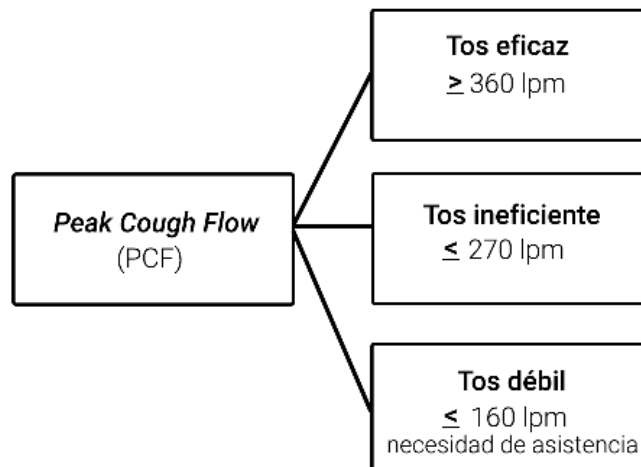 Tos eficaz
≥ 360 lpm
Peak Cough Flow
(PCF)
Tos ineficiente
≤ 270 lpm
Tos débil
≤ 160 lpm
necesidad de asistencia